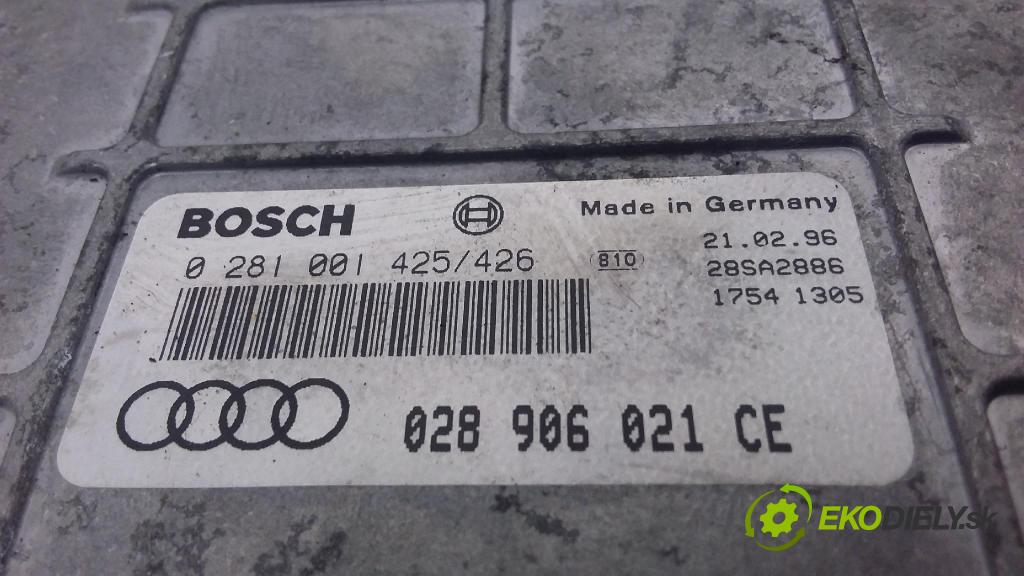 BOSCH
Made in Germany
0 281 001 425/426
810
21.02.96
28SA2886
1754 1305
028 906 021 CE
EKODIELY.sk